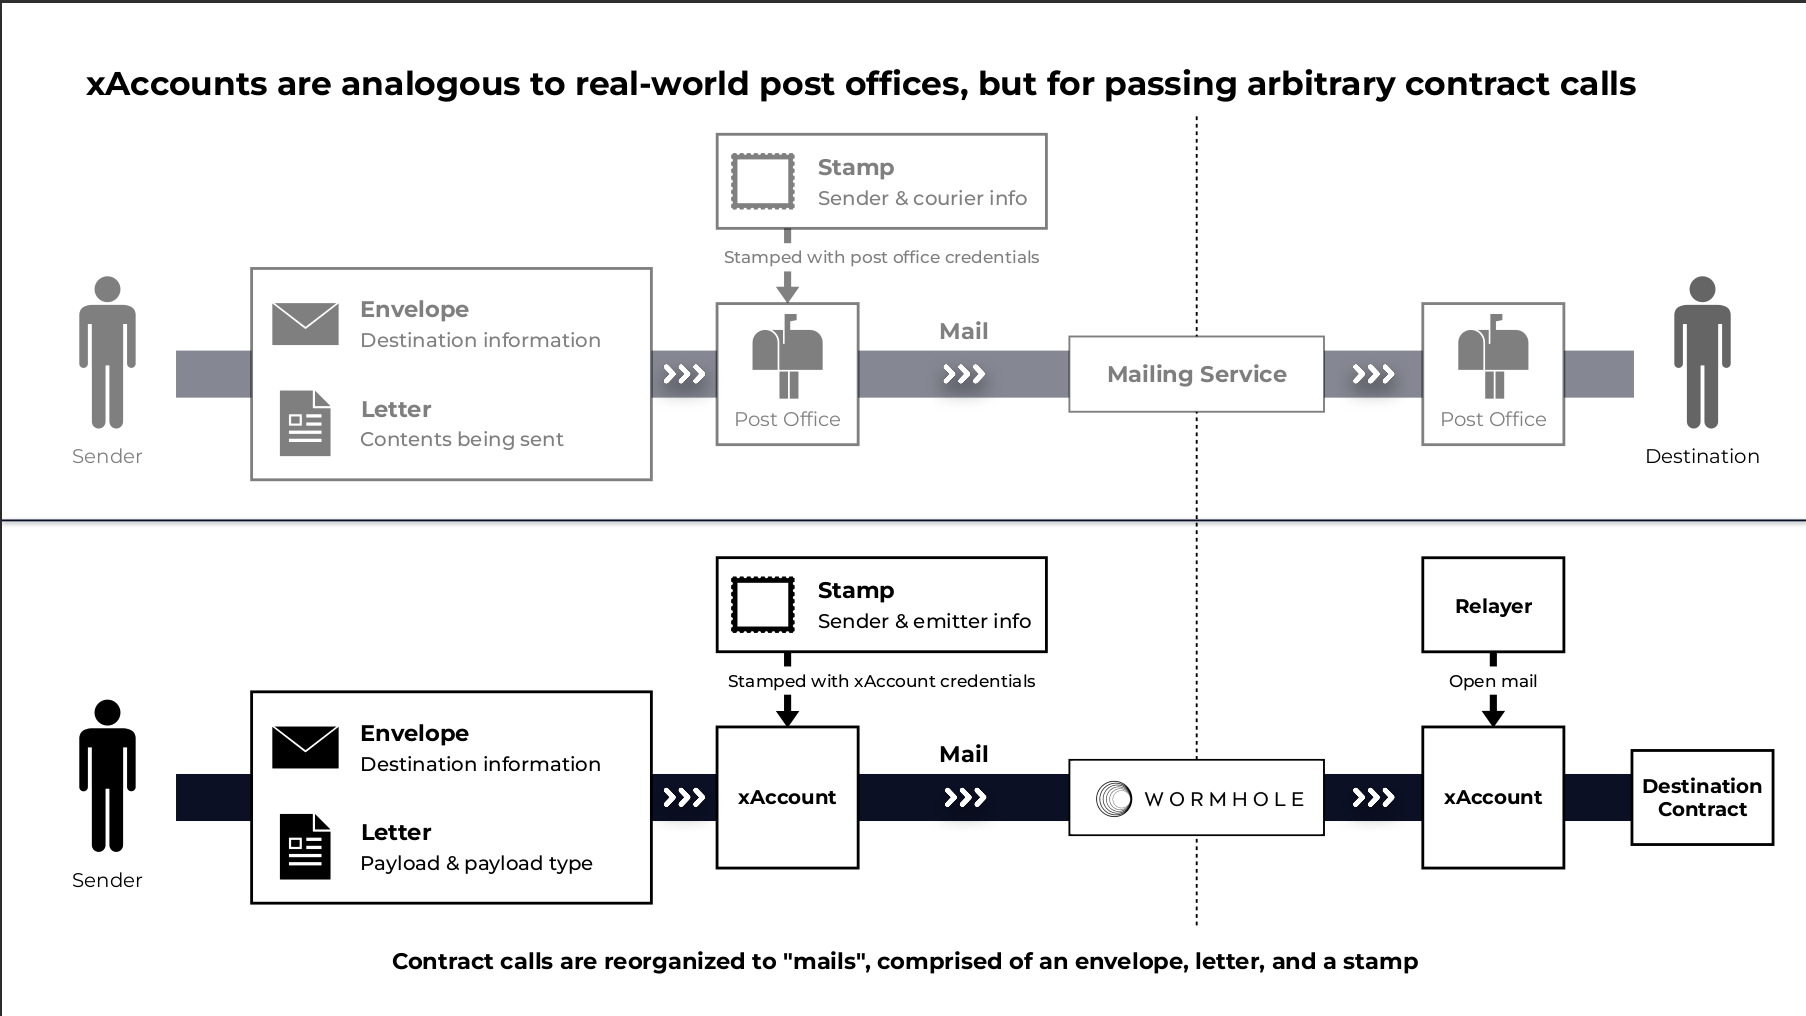 xAccounts are analogous to real-world post offices, but for passing arbitrary contract calls
Stamp
Sender & courier info
Stamped with post office credentials
Envelope
Destination information
Letter
Contents being sent
Sender
Post Office
Mail
Mailing Service
Post Office
Destination
Stamp
Sender & emitter info
Stamped with xAccount credentials
Relayer
Open mail
Envelope
Destination information
Letter
Payload & payload type
Sender
xAccount
Mail
WORMHOLE
xAccount
Destination
Contract
Contract calls are reorganized to "mails", comprised of an envelope, letter, and a stamp